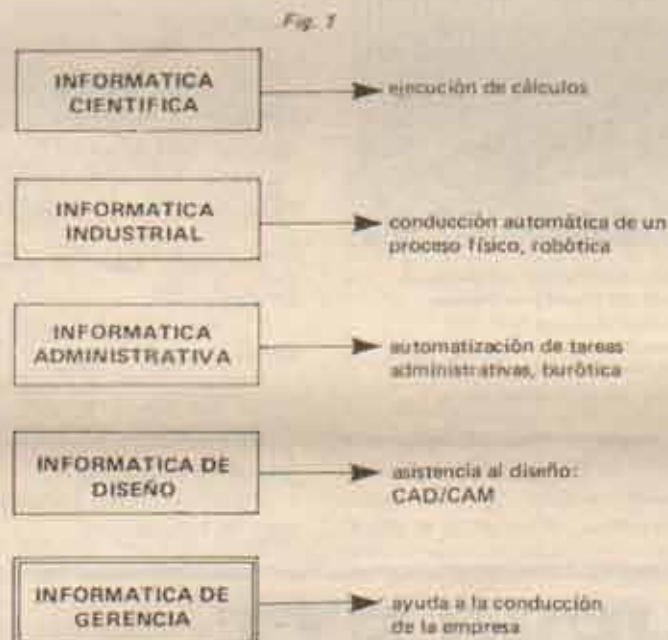 Fig. 1
INFORMATICA
CIENTIFICA
ejecución de cálculos
INFORMATICA
INDUSTRIAL
conducción automática de un
proceso físico, robótica
INFORMATICA
ADMINISTRATIVA
automatización de tareas
administrativas, burótica
INFORMATICA DE
DISEÑO
asistencia al diseño:
CAD/CAM
INFORMATICA DE
GERENCIA
ayuda a la conducción
de la empresa